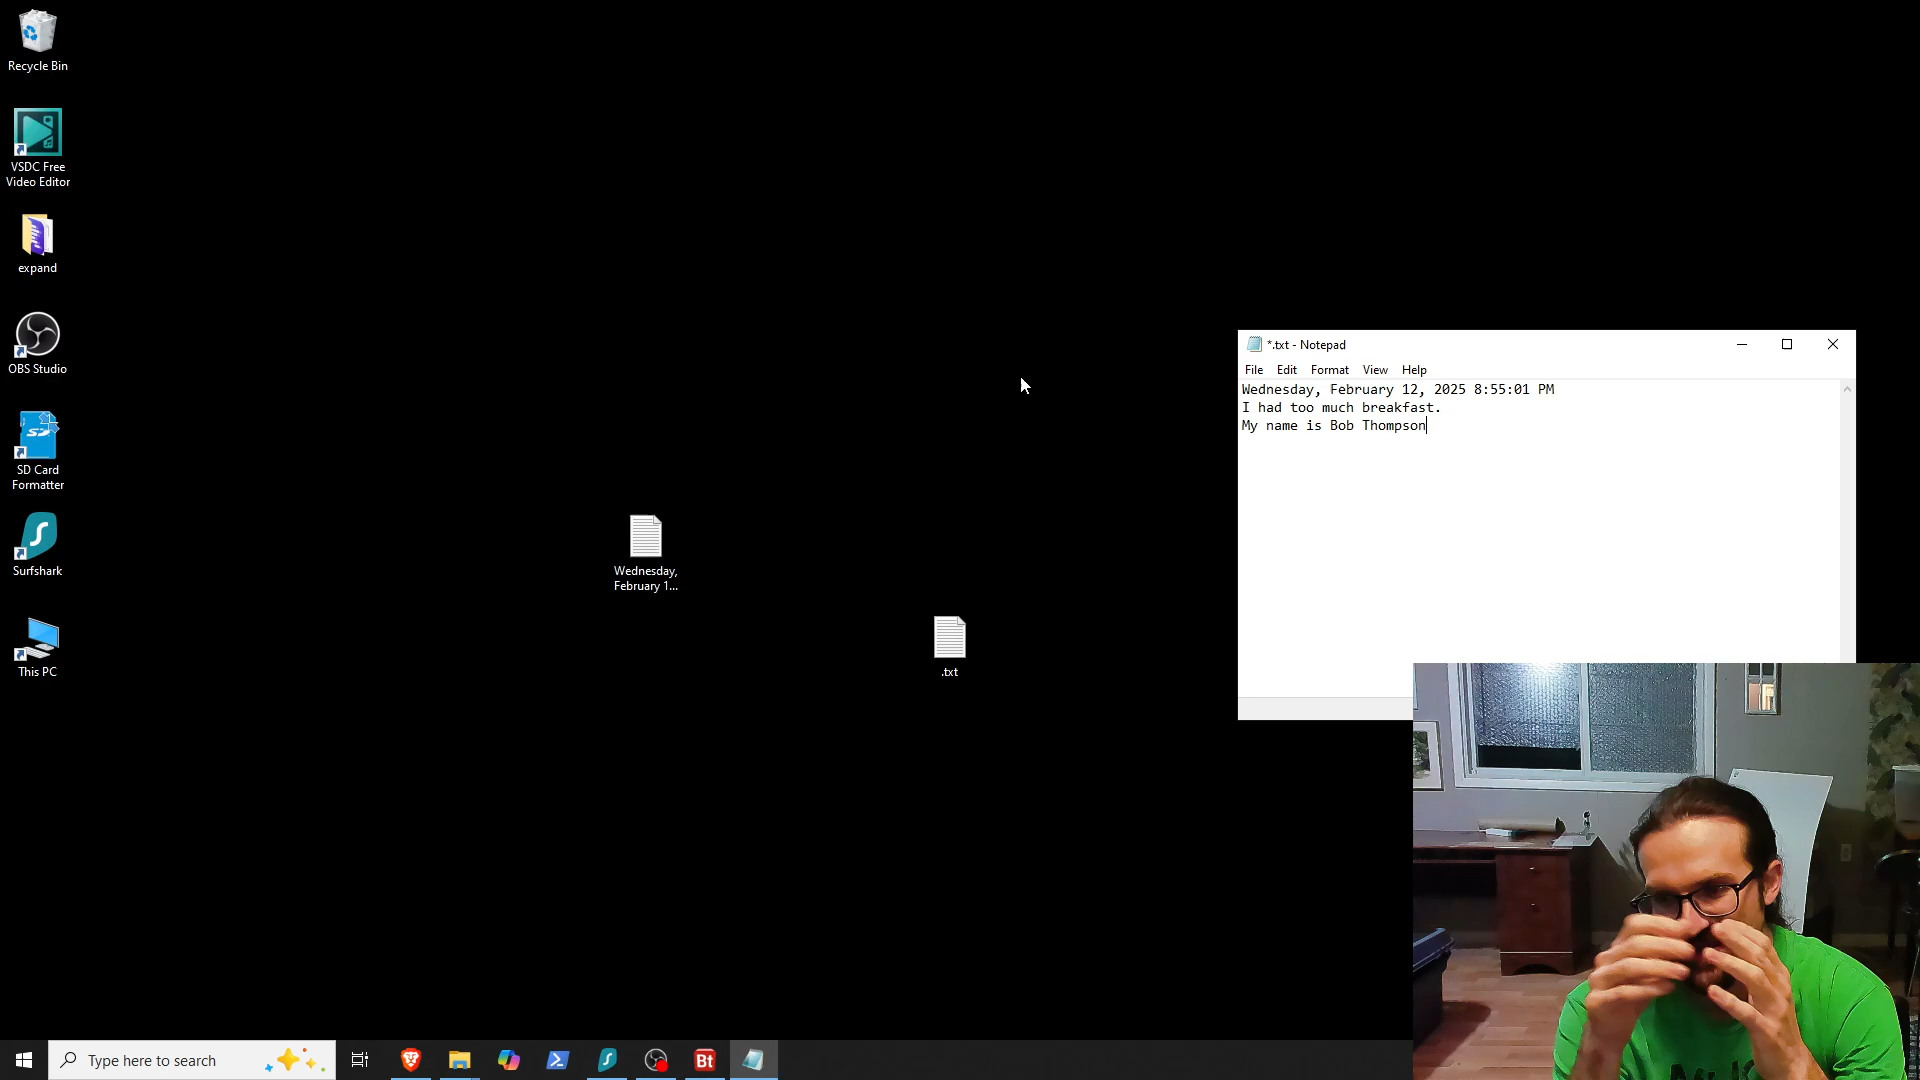 Recycle Bin
VSDC Free
Video Editor
expand
OBS Studio
SD Card
Formatter
Surfshark
This PC
Wednesday,
February 1...
.txt
*.txt - Notepad
File Edit Format View Help
Wednesday, February 12, 2025 8:55:01 PM
I had too much breakfast.
My name is Bob Thompson
Type here to search
Bt